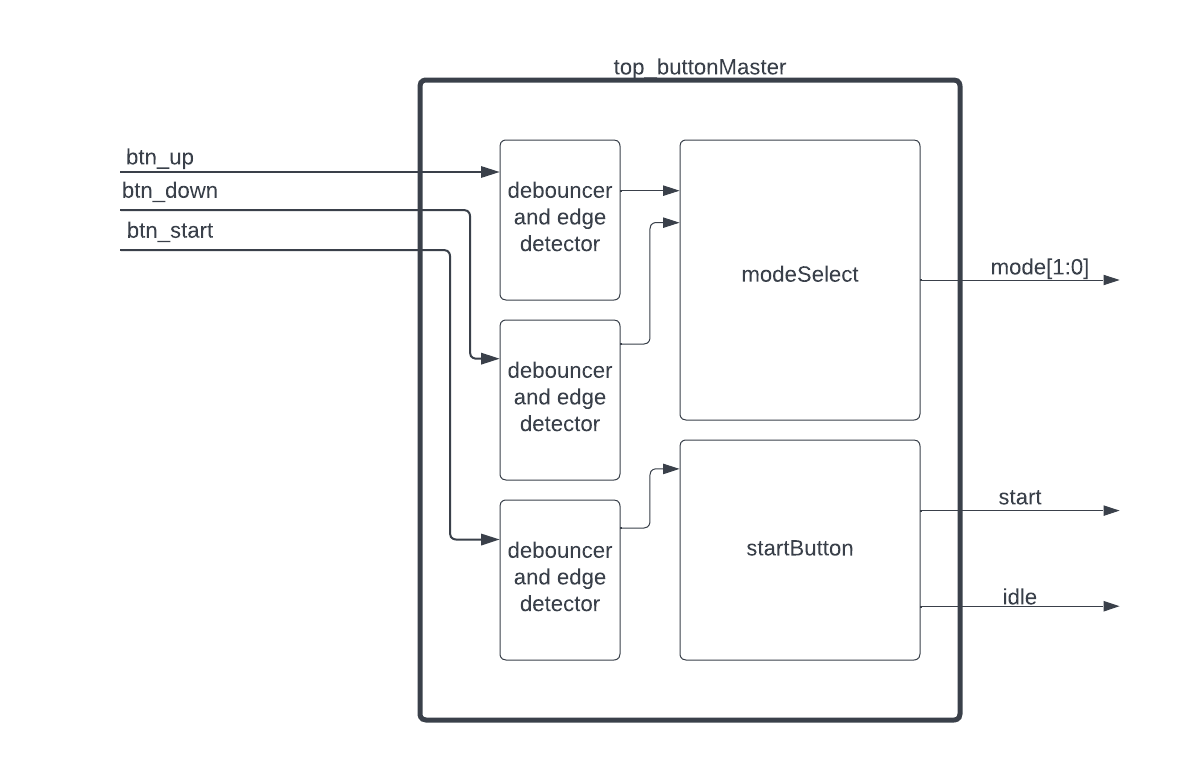 top_buttonMaster
btn_up
btn_down
btn_start
debouncer
and edge
detector
debouncer
and edge
detector
debouncer
and edge
detector
modeSelect
startButton
mode[1:0]
start
idle